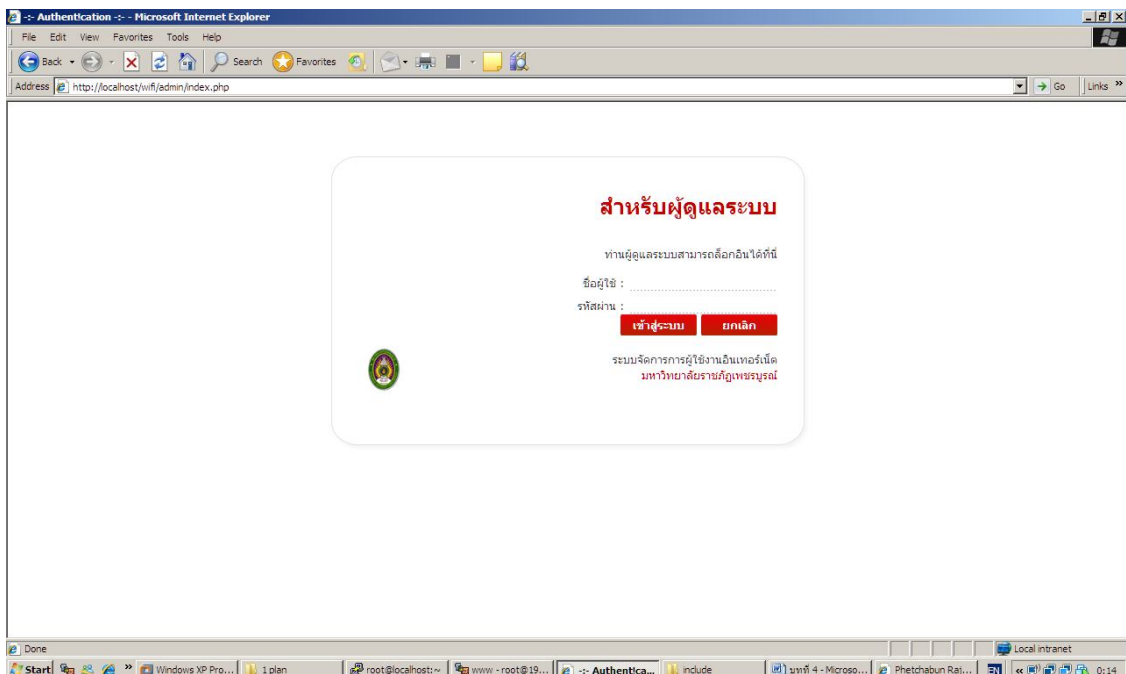 -:- Authentication -:- - Microsoft Internet Explorer
File Edit View Favorites Tools Help
Back Search Favorites
Address http://localhost/wifi/admin/index.php Go Links »
สำหรับผู้ดูแลระบบ
ท่านผู้ดูแลระบบสามารถล็อกอินได้ที่นี่
ชื่อผู้ใช้ :
รหัสผ่าน :
เข้าสู่ระบบ ยกเลิก
ระบบจัดการการผู้ใช้งานอินเทอร์เน็ต
มหาวิทยาลัยราชภัฏเพชรบูรณ์
Done Local intranet
Start » Windows XP Pro... 1 plan root@localhost:~ www - root@19... -:- Authentica... include บทที่ 4 - Microso... Phetchabun Raj... EN « 0:14